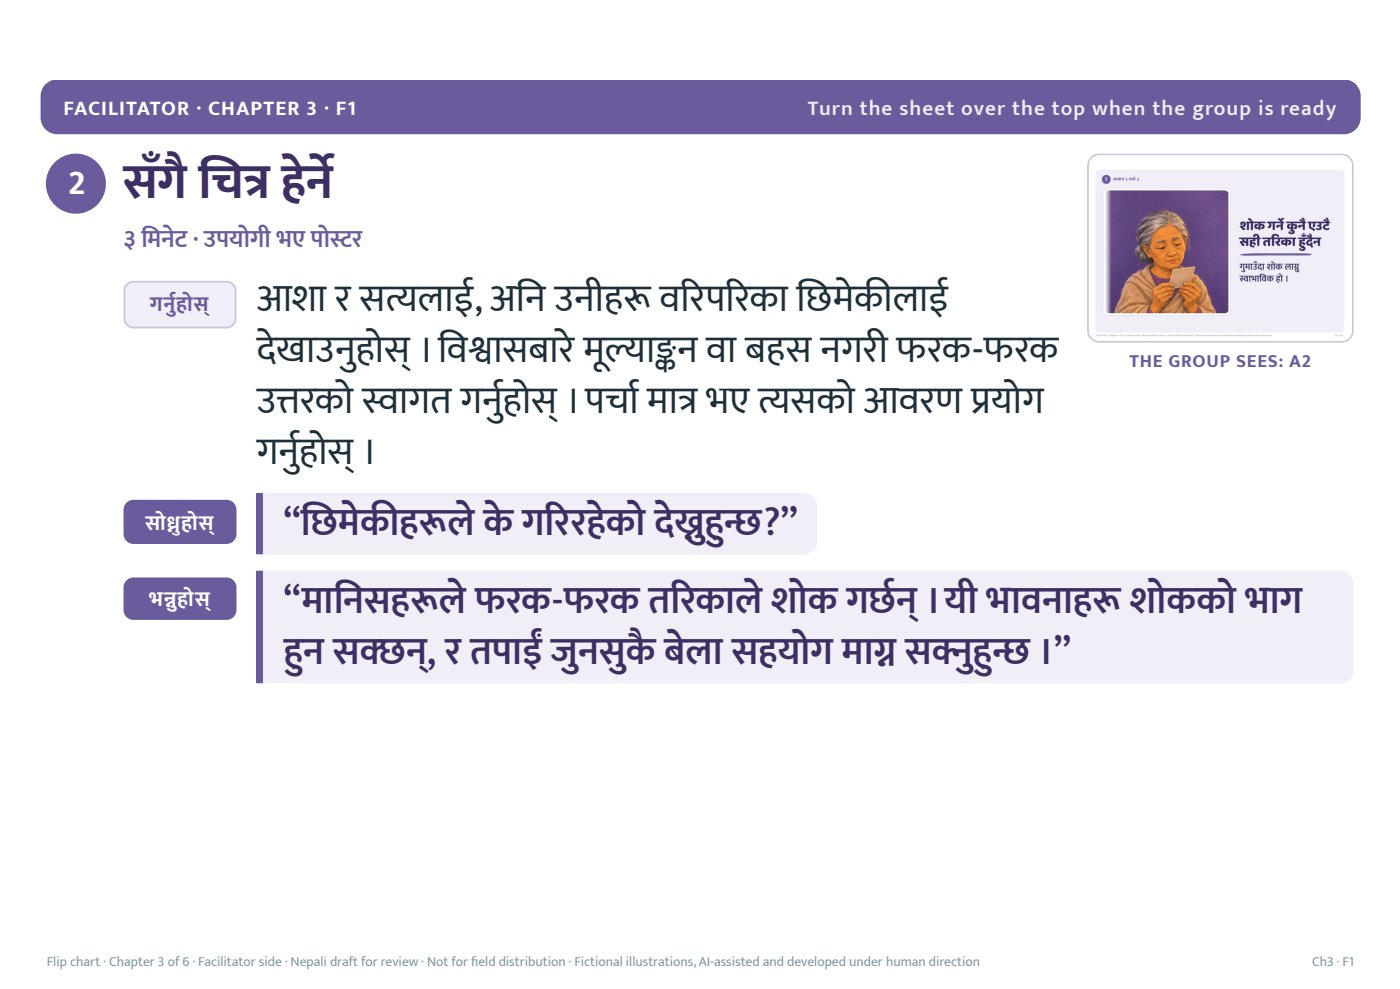 FACILITATOR · CHAPTER 3 · F1
Turn the sheet over the top when the group is ready
2
सँगै चित्र हेर्ने
३ मिनेट · उपयोगी भए पोस्टर
गर्नुहोस्
आशा र सत्यलाई, अनि उनीहरू वरिपरिका छिमेकीलाई
देखाउनुहोस् । विश्वासबारे मूल्याङ्कन वा बहस नगरी फरक-फरक
उत्तरको स्वागत गर्नुहोस् । पर्चा मात्र भए त्यसको आवरण प्रयोग
गर्नुहोस् ।
शोक गर्ने कुनै एउटै
सही तरिका हुँदैन
गुमाउँदा शोक लाग्नु
स्वाभाविक हो ।
THE GROUP SEES: A2
सोध्नुहोस्
“छिमेकीहरूले के गरिरहेको देख्नुहुन्छ?”
भन्नुहोस्
“मानिसहरूले फरक-फरक तरिकाले शोक गर्छन् । यी भावनाहरू शोकको भाग
हुन सक्छन्, र तपाईं जुनसुकै बेला सहयोग माग्न सक्नुहुन्छ ।”
Flip chart · Chapter 3 of 6 · Facilitator side · Nepali draft for review · Not for field distribution · Fictional illustrations, AI-assisted and developed under human direction
Ch3 · F1